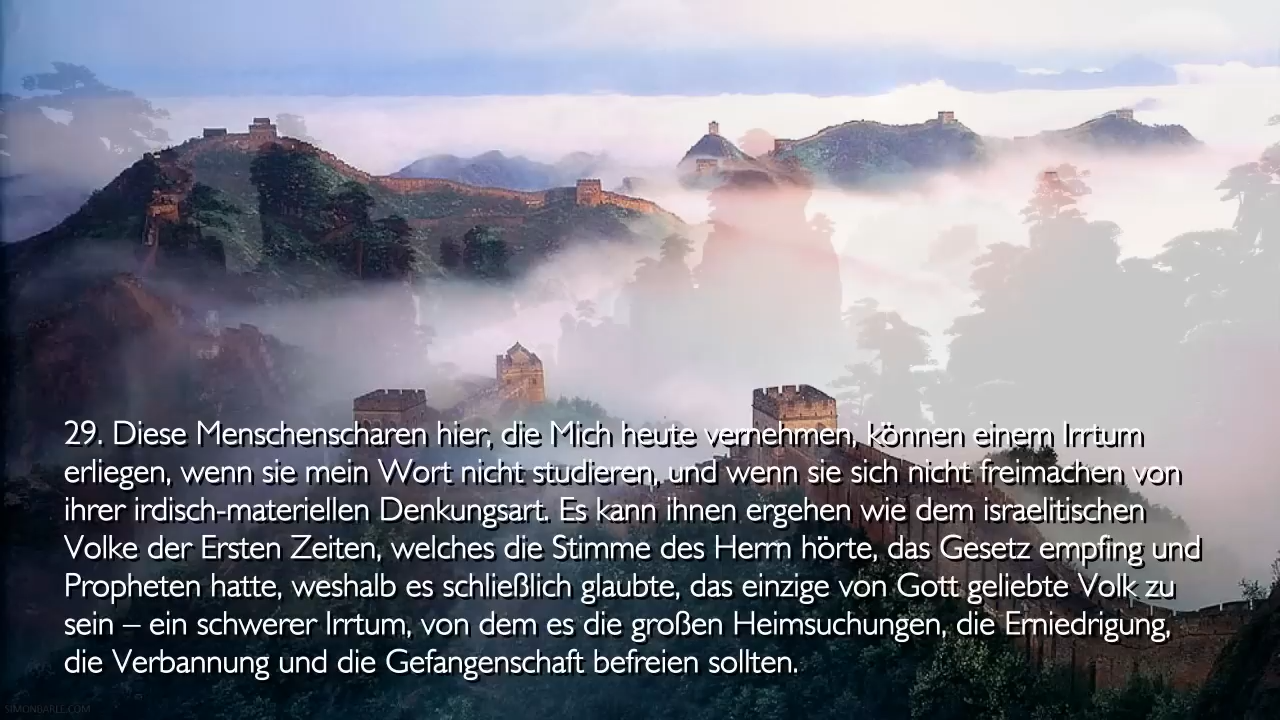 29. Diese Menschenscharen hier, die Mich heute vernehmen, können einem Irrtum
erliegen, wenn sie mein Wort nicht studieren, und wenn sie sich nicht freimachen von
ihrer irdisch-materiellen Denkungsart. Es kann ihnen ergehen wie dem israelitischen
Volke der Ersten Zeiten, welches die Stimme des Herrn hörte, das Gesetz empfing und
Propheten hatte, weshalb es schließlich glaubte, das einzige von Gott geliebte Volk zu
sein – ein schwerer Irrtum, von dem es die großen Heimsuchungen, die Erniedrigung,
die Verbannung und die Gefangenschaft befreien sollten.
SIMONBARLE.COM